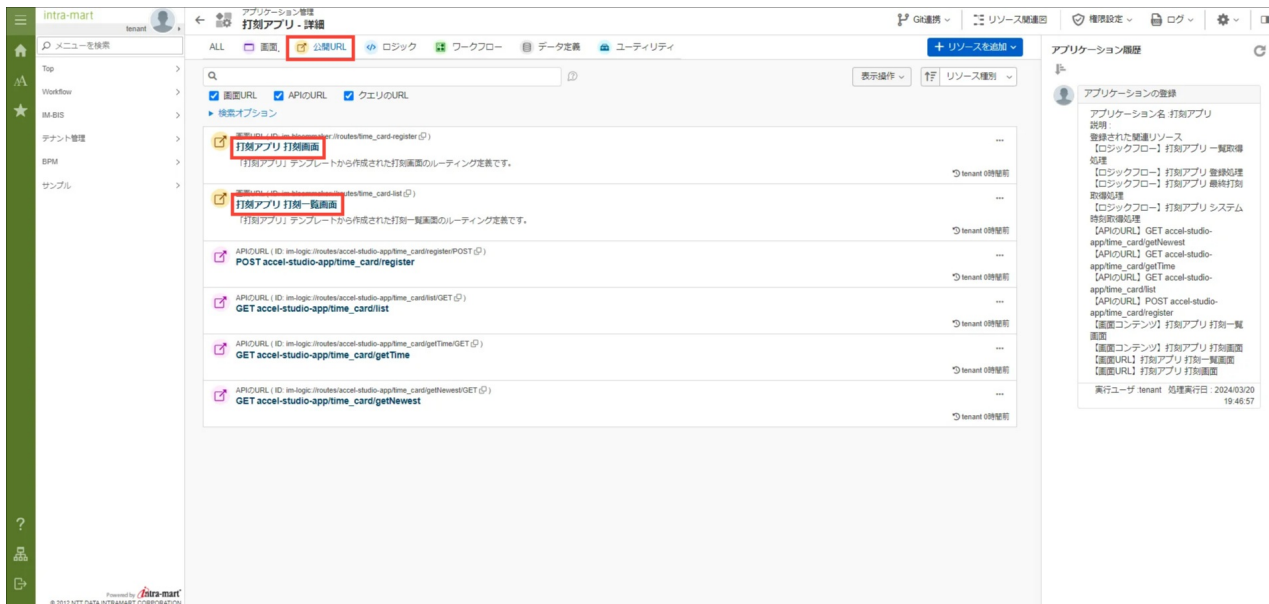 intra-mart
tenant
メニューを検索
Top
Workflow
IM-BIS
テナント管理
BPM
サンプル
Powered by intra-mart
© 2012 NTT DATA INTRAMART CORPORATION
アプリケーション管理
打刻アプリ - 詳細
Git連携
リソース関連図
権限設定
ログ
ALL 画面 公開URL ロジック ワークフロー データ定義 ユーティリティ
+ リソースを追加
表示操作
リソース種別
画面URL APIのURL クエリのURL
検索オプション
画面URL ( ID: im-bloommaker://routes/time_card-register )
打刻アプリ 打刻画面
「打刻アプリ」テンプレートから作成された打刻画面のルーティング定義です。
tenant 0時間前
画面URL ( ID: im-bloommaker://routes/time_card-list )
打刻アプリ 打刻一覧画面
「打刻アプリ」テンプレートから作成された打刻一覧画面のルーティング定義です。
tenant 0時間前
APIのURL ( ID: im-logic://routes/accel-studio-app/time_card/register/POST )
POST accel-studio-app/time_card/register
tenant 0時間前
APIのURL ( ID: im-logic://routes/accel-studio-app/time_card/list/GET )
GET accel-studio-app/time_card/list
tenant 0時間前
APIのURL ( ID: im-logic://routes/accel-studio-app/time_card/getTime/GET )
GET accel-studio-app/time_card/getTime
tenant 0時間前
APIのURL ( ID: im-logic://routes/accel-studio-app/time_card/getNewest/GET )
GET accel-studio-app/time_card/getNewest
tenant 0時間前
アプリケーション履歴
アプリケーションの登録
アプリケーション名 :打刻アプリ
説明 :
登録された関連リソース
【ロジックフロー】打刻アプリ 一覧取得
処理
【ロジックフロー】打刻アプリ 登録処理
【ロジックフロー】打刻アプリ 最終打刻
取得処理
【ロジックフロー】打刻アプリ システム
時刻取得処理
【APIのURL】GET accel-studio-
app/time_card/getNewest
【APIのURL】GET accel-studio-
app/time_card/getTime
【APIのURL】GET accel-studio-
app/time_card/list
【APIのURL】POST accel-studio-
app/time_card/register
【画面コンテンツ】打刻アプリ 打刻一覧
画面
【画面コンテンツ】打刻アプリ 打刻画面
【画面URL】打刻アプリ 打刻一覧画面
【画面URL】打刻アプリ 打刻画面
実行ユーザ :tenant 処理実行日 : 2024/03/20
19:46:57